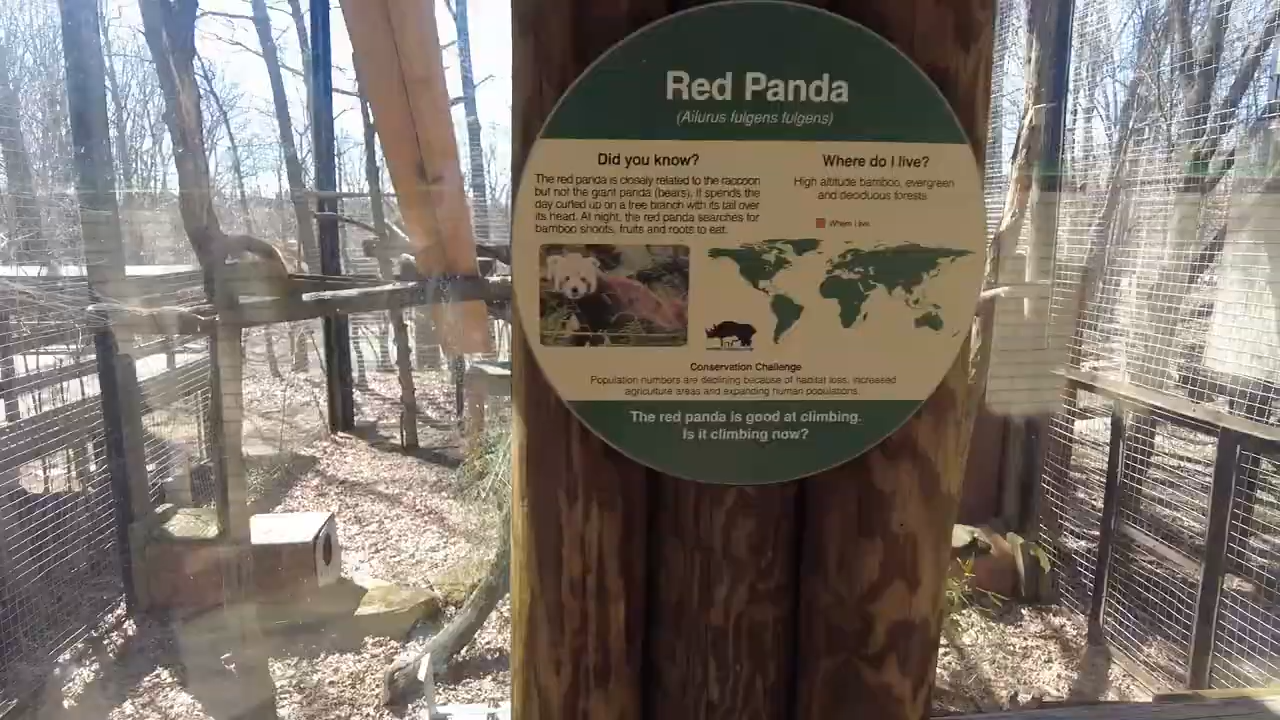 Red Panda
(Ailurus fulgens fulgens)
Did you know?
The red panda is closely related to the raccoon
but not the giant panda (bears). It spends the
day curled up on a tree branch with its tail over
its head. At night, the red panda searches for
bamboo shoots, fruits and roots to eat.
Where do I live?
High altitude bamboo, evergreen
and deciduous forests
Where I live
Conservation Challenge
Population numbers are declining because of habitat loss, increased
agriculture areas and expanding human populations.
The red panda is good at climbing.
Is it climbing now?